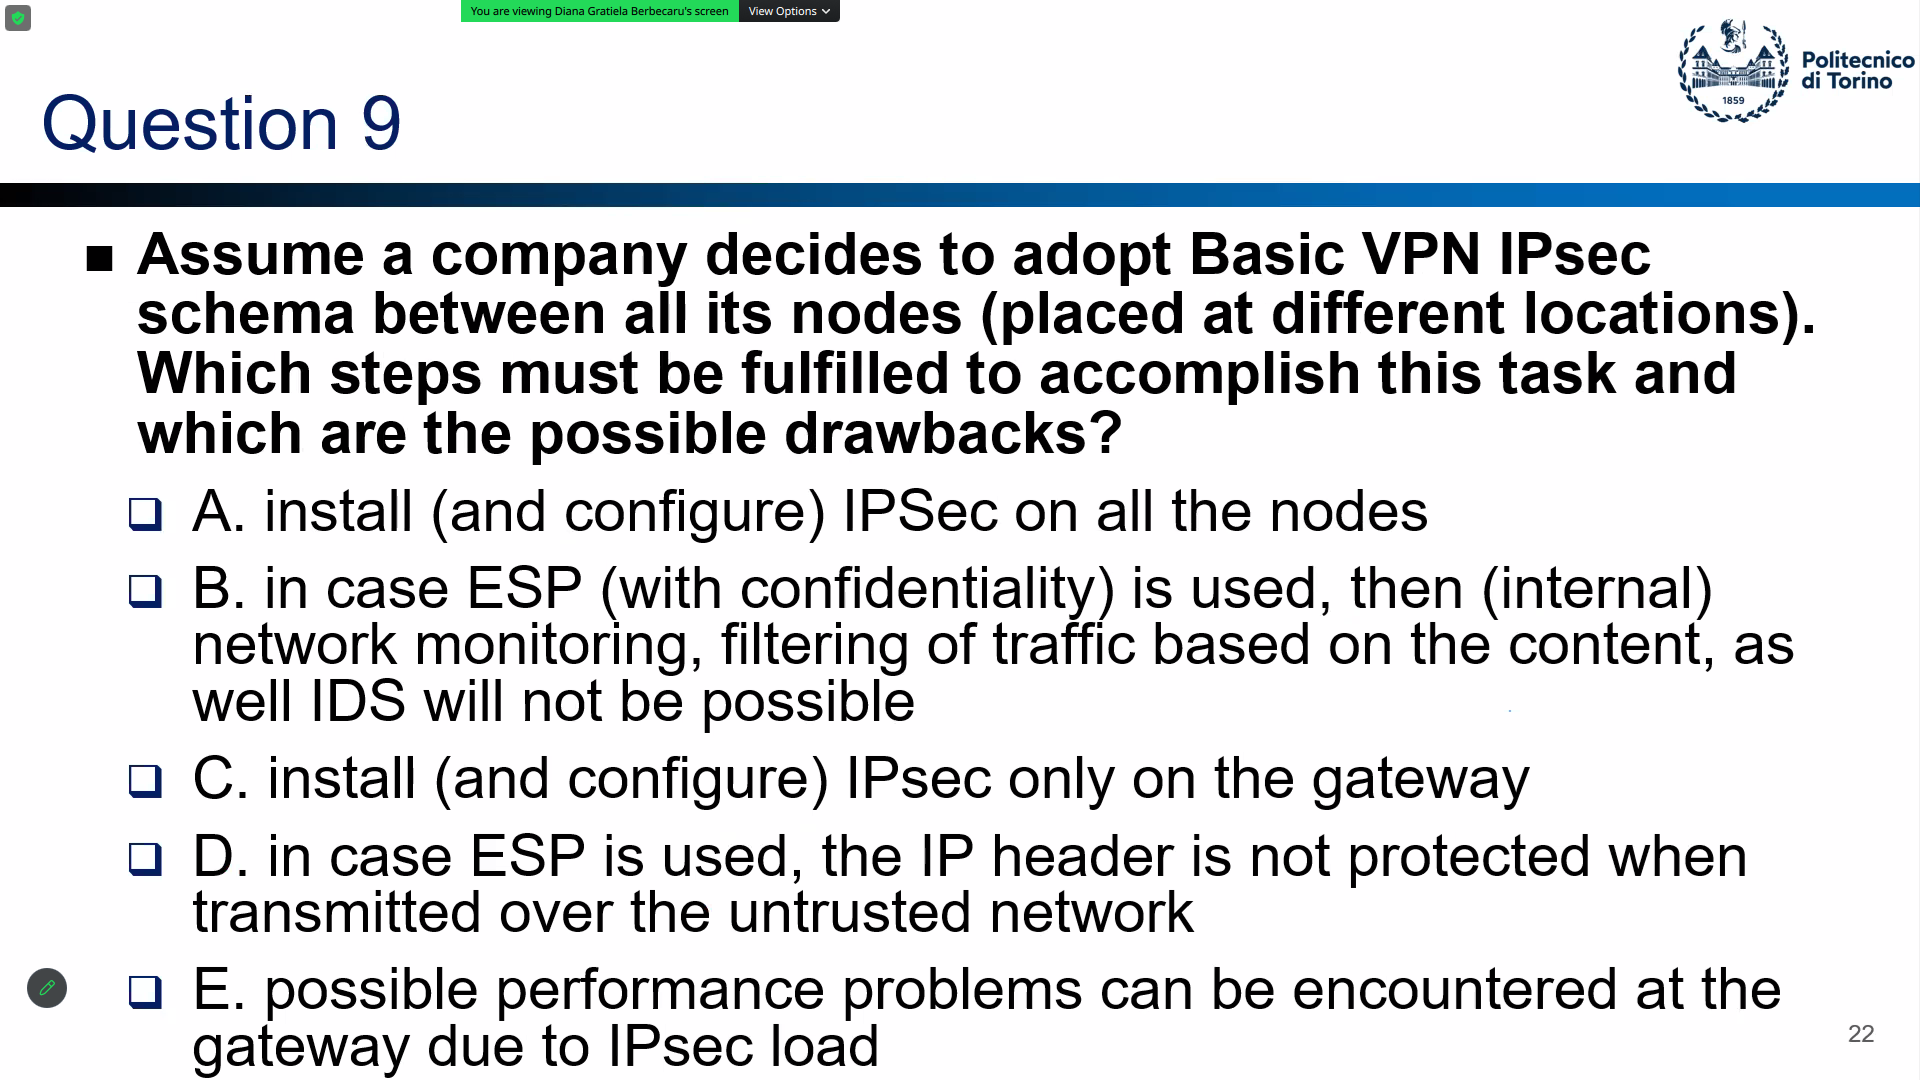 You are viewing Diana Gratiela Berbecaru's screen
View Options
Politecnico
di Torino
1859
Question 9
Assume a company decides to adopt Basic VPN IPsec
schema between all its nodes (placed at different locations).
Which steps must be fulfilled to accomplish this task and
which are the possible drawbacks?
A. install (and configure) IPSec on all the nodes
B. in case ESP (with confidentiality) is used, then (internal)
network monitoring, filtering of traffic based on the content, as
well IDS will not be possible
C. install (and configure) IPsec only on the gateway
D. in case ESP is used, the IP header is not protected when
transmitted over the untrusted network
E. possible performance problems can be encountered at the
gateway due to IPsec load
22